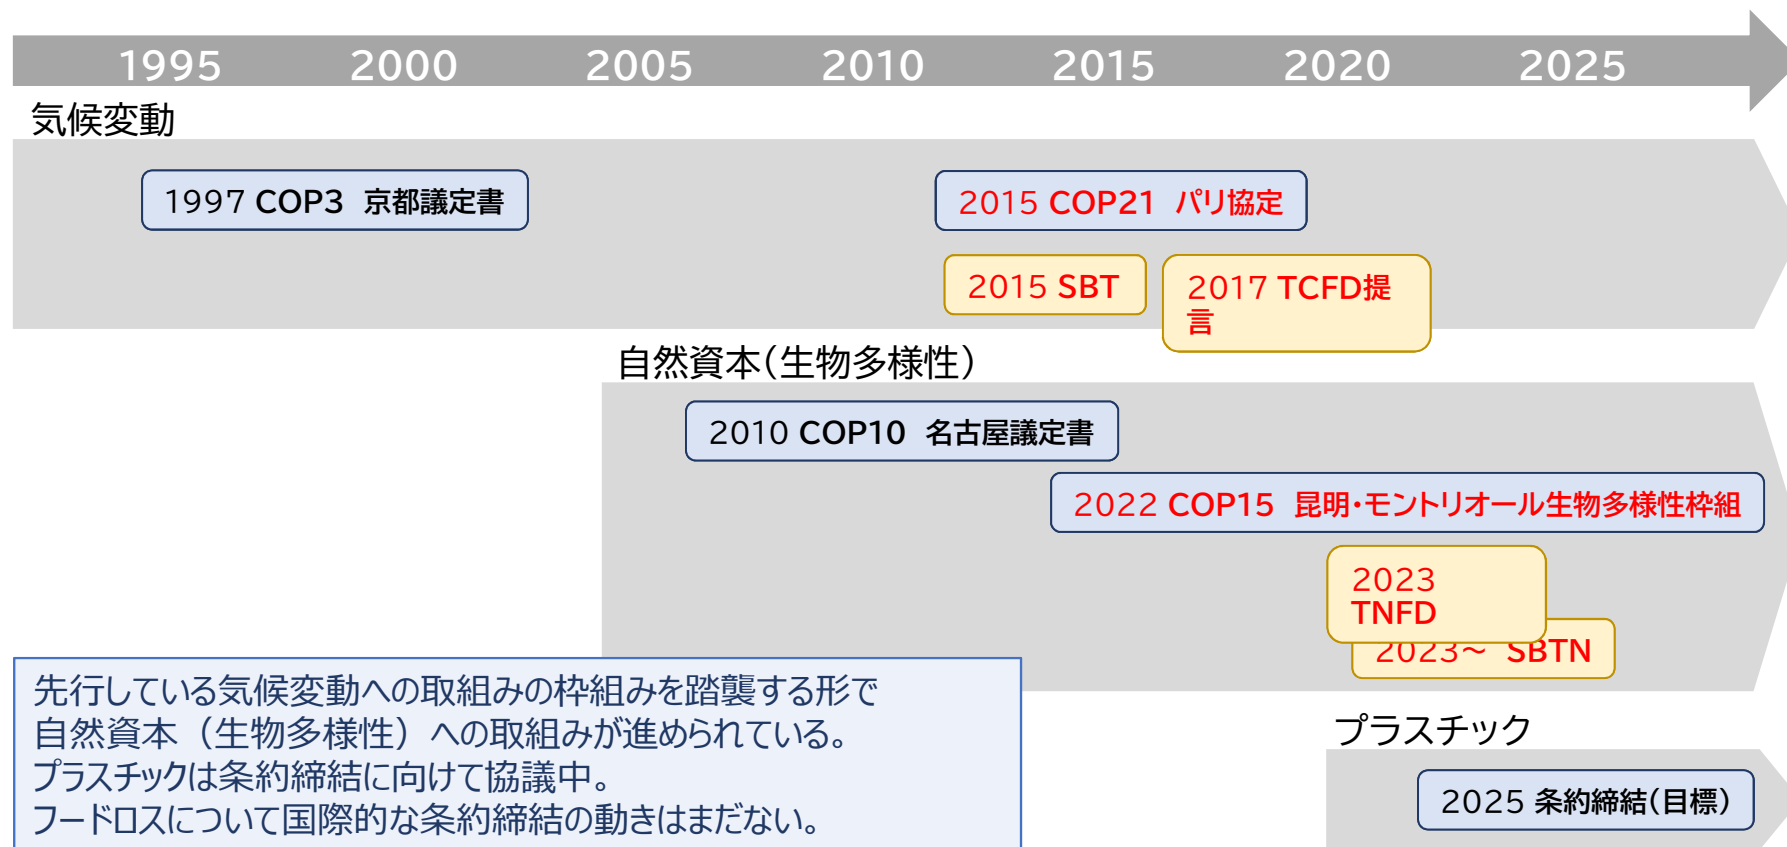 1995 2000 2005 2010 2015 2020 2025
気候変動
1997 COP3 京都議定書
2015 COP21 パリ協定
2015 SBT
2017 TCFD提
言
自然資本(生物多様性)
2010 COP10 名古屋議定書
2022 COP15 昆明・モントリオール生物多様性枠組
2023
TNFD
2023～ SBTN
先行している気候変動への取組みの枠組みを踏襲する形で
自然資本（生物多様性）への取組みが進められている。
プラスチックは条約締結に向けて協議中。
フードロスについて国際的な条約締結の動きはまだない。
プラスチック
2025 条約締結(目標)